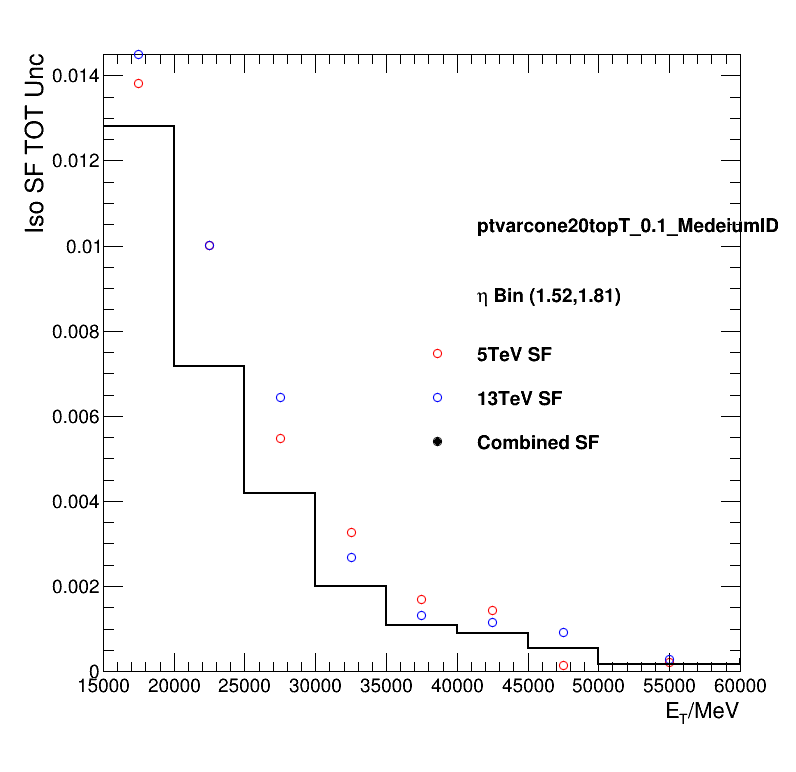 Iso SF TOT Unc
0.014
0.012
0.01
0.008
0.006
0.004
0.002
0
ptvarcone20topT_0.1_MedeiumID
η Bin (1.52,1.81)
5TeV SF
13TeV SF
Combined SF
15000 20000 25000 30000 35000 40000 45000 50000 55000 60000
E_T/MeV